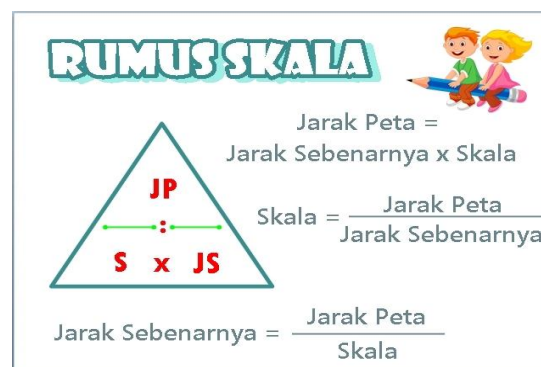 RUMUS SKALA
Jarak Peta =
Jarak Sebenarnya x Skala
JP
:
S x JS
Skala = Jarak Peta
Jarak Sebenarnya
Jarak Sebenarnya = Jarak Peta
Skala